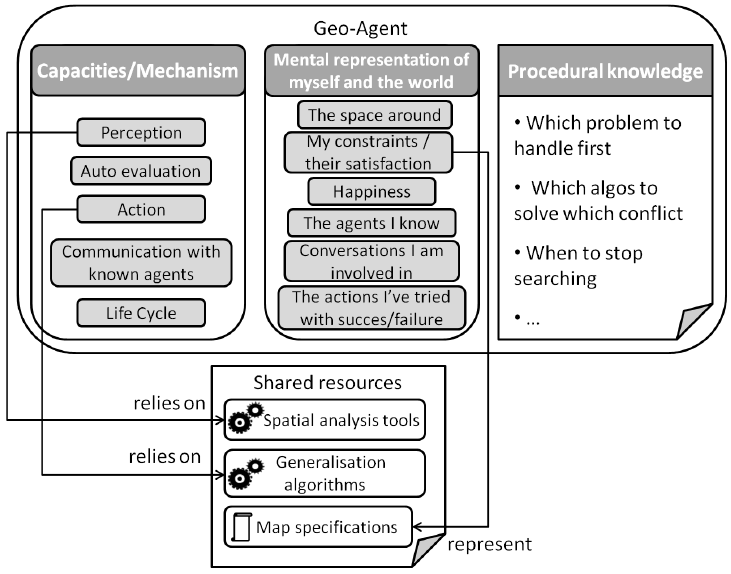 Geo-Agent
Capacities/Mechanism
Perception
Auto evaluation
Action
Communication with
known agents
Life Cycle
Mental representation of
myself and the world
The space around
My constraints /
their satisfaction
Happiness
The agents I know
Conversations I am
involved in
The actions I've tried
with succes/failure
Procedural knowledge
• Which problem to
handle first
• Which algos to
solve which conflict
• When to stop
searching
• ...
Shared resources
relies on
Spatial analysis tools
relies on
Generalisation
algorithms
Map specifications
represent